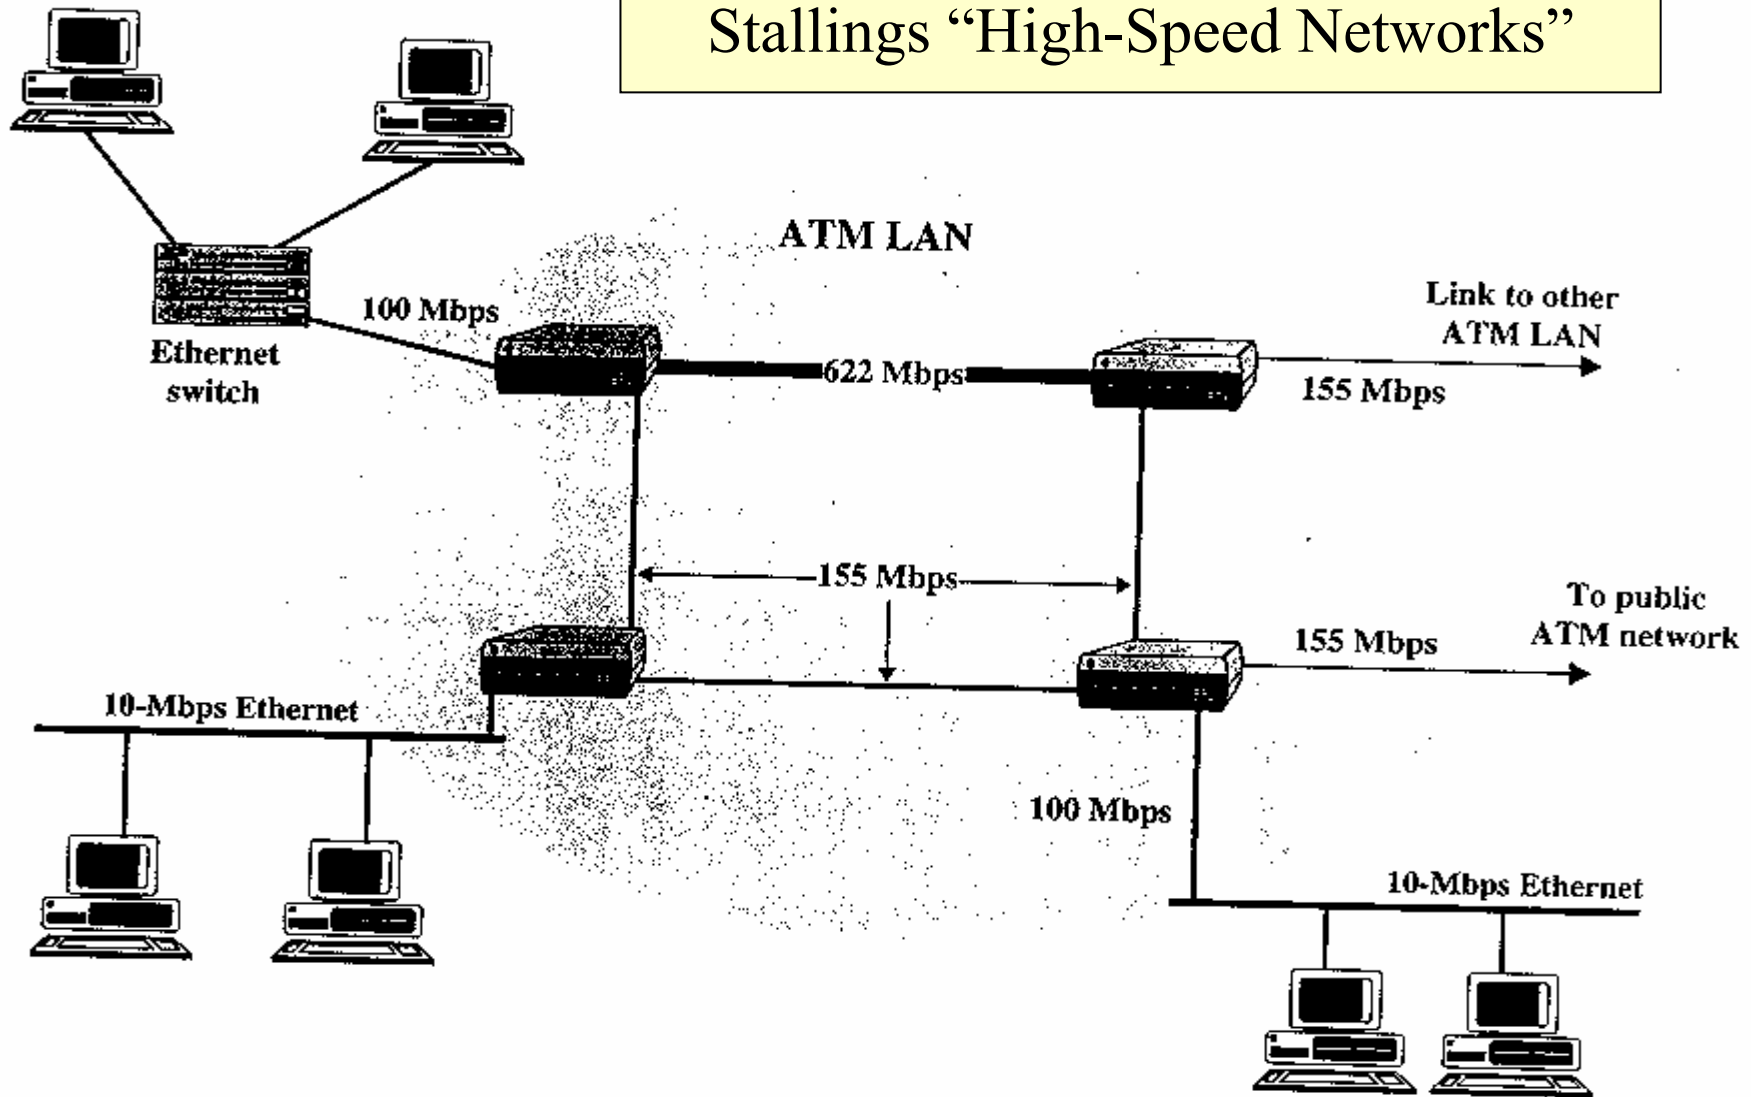 Stallings “High-Speed Networks”
ATM LAN
Link to other
ATM LAN
100 Mbps
Ethernet
switch
622 Mbps
155 Mbps
155 Mbps
To public
ATM network
155 Mbps
10-Mbps Ethernet
100 Mbps
10-Mbps Ethernet